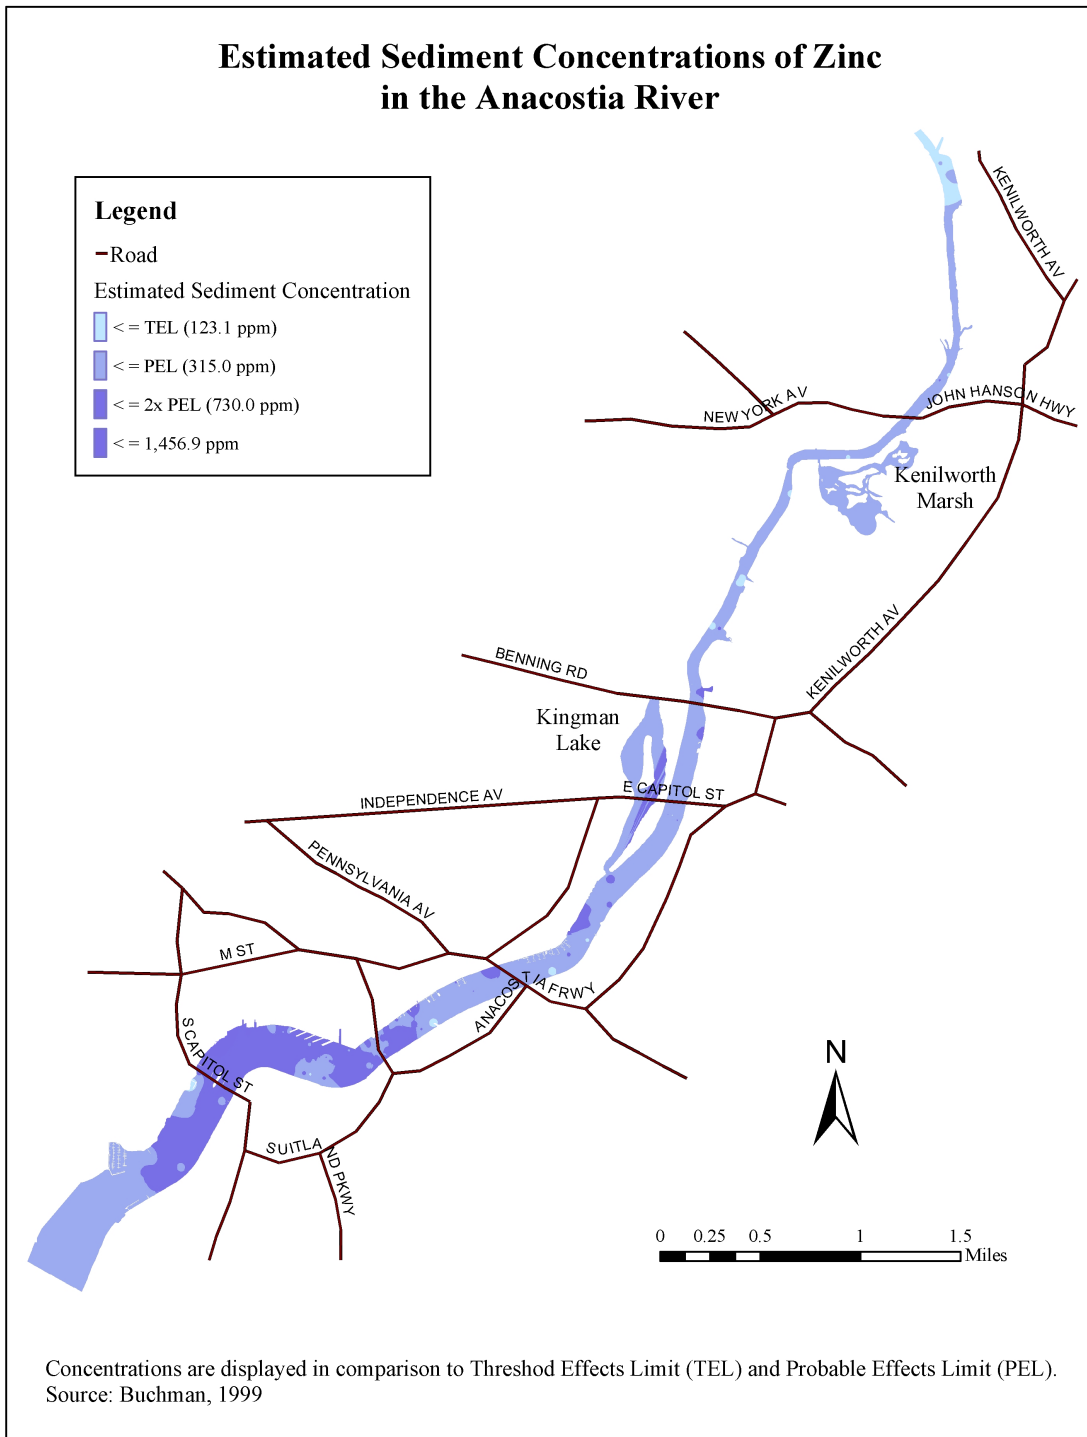 Estimated Sediment Concentrations of Zinc
in the Anacostia River
Legend
Road
Estimated Sediment Concentration
< = TEL (123.1 ppm)
< = PEL (315.0 ppm)
< = 2x PEL (730.0 ppm)
< = 1,456.9 ppm
KENILWORTH AV
NEW YORK AV
JOHN HANSON HWY
Kenilworth
Marsh
KENILWORTH AV
BENNING RD
Kingman
Lake
E CAPITOL ST
INDEPENDENCE AV
PENNSYLVANIA AV
M ST
ANACOSTIA FRWY
S CAPITOL ST
SUITLAND PKWY
N
0 0.25 0.5 1 1.5
Miles
Concentrations are displayed in comparison to Threshod Effects Limit (TEL) and Probable Effects Limit (PEL).
Source: Buchman, 1999